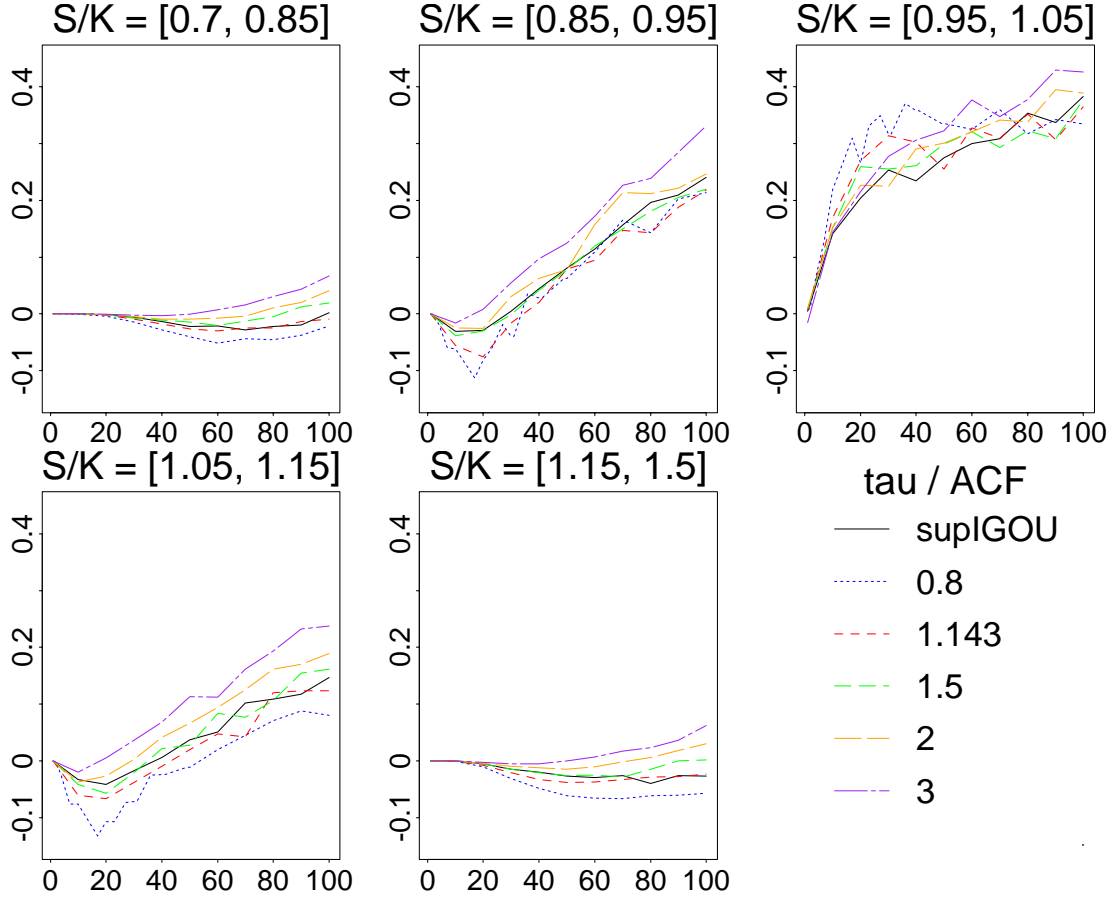 S/K = [0.7, 0.85]
S/K = [0.85, 0.95]
S/K = [0.95, 1.05]
0.4
0.2
0
-0.1
0 20 40 60 80 100
0.4
0.2
0
-0.1
0 20 40 60 80 100
0.4
0.2
0
-0.1
0 20 40 60 80 100
S/K = [1.05, 1.15]
S/K = [1.15, 1.5]
0.4
0.2
0
-0.1
0 20 40 60 80 100
0.4
0.2
0
-0.1
0 20 40 60 80 100
tau / ACF
supIGOU
0.8
1.143
1.5
2
3